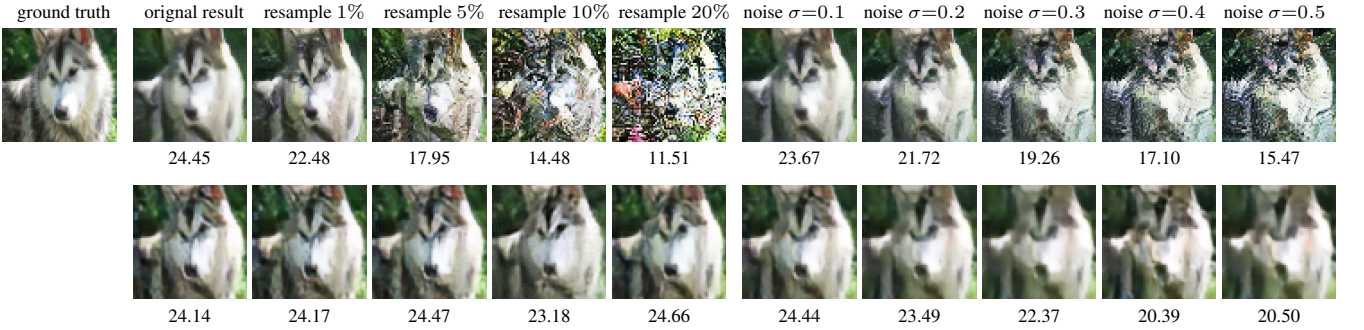 ground truth orignal result resample 1% resample 5% resample 10% resample 20% noise σ=0.1 noise σ=0.2 noise σ=0.3 noise σ=0.4 noise σ=0.5
24.45 22.48 17.95 14.48 11.51 23.67 21.72 19.26 17.10 15.47
24.14 24.17 24.47 23.18 24.66 24.44 23.49 22.37 20.39 20.50